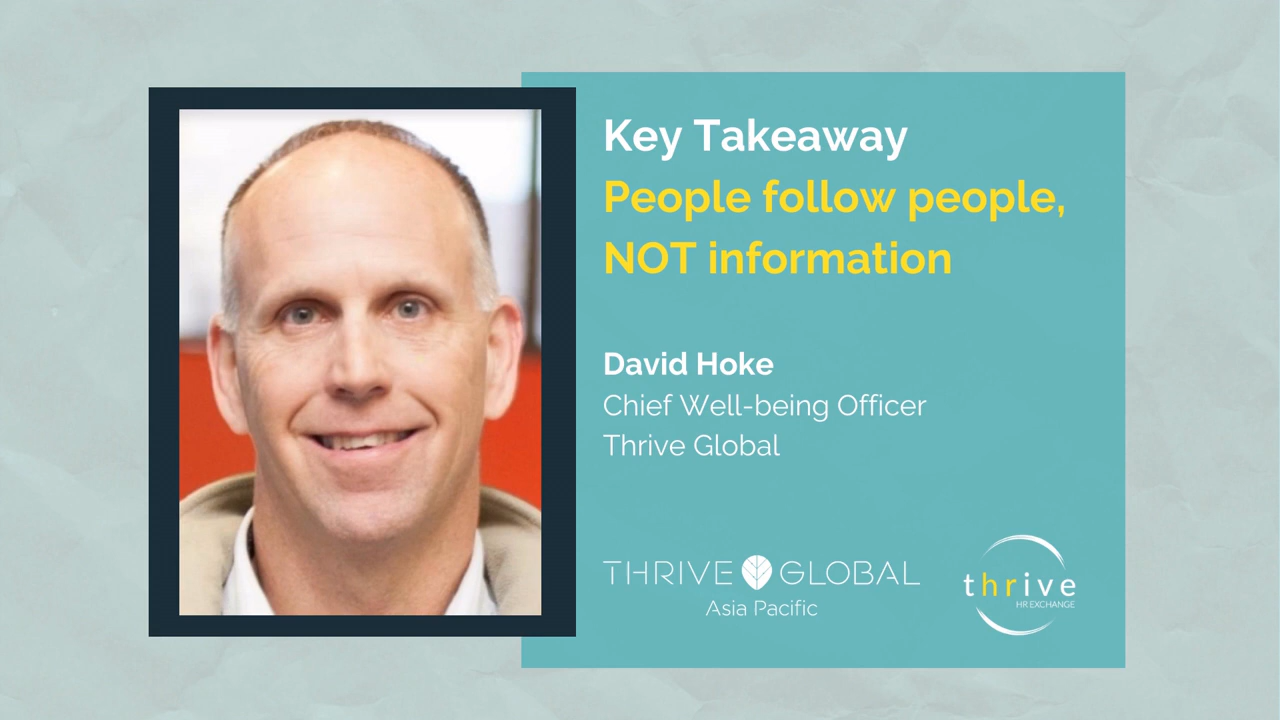 Key Takeaway
People follow people,
NOT information
David Hoke
Chief Well-being Officer
Thrive Global
THRIVE GLOBAL
Asia Pacific
thrive
HR EXCHANGE